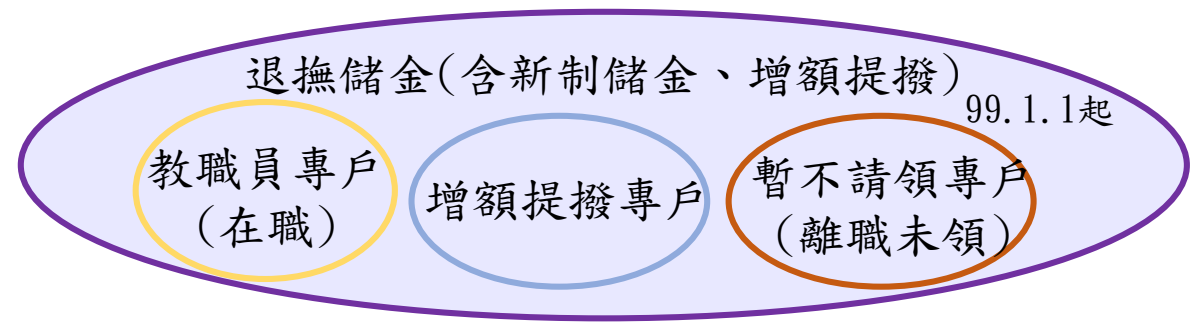 退撫儲金(含新制儲金、增額提撥)
99.1.1起
教職員專戶
(在職)
增額提撥專戶
暫不請領專戶
(離職未領)